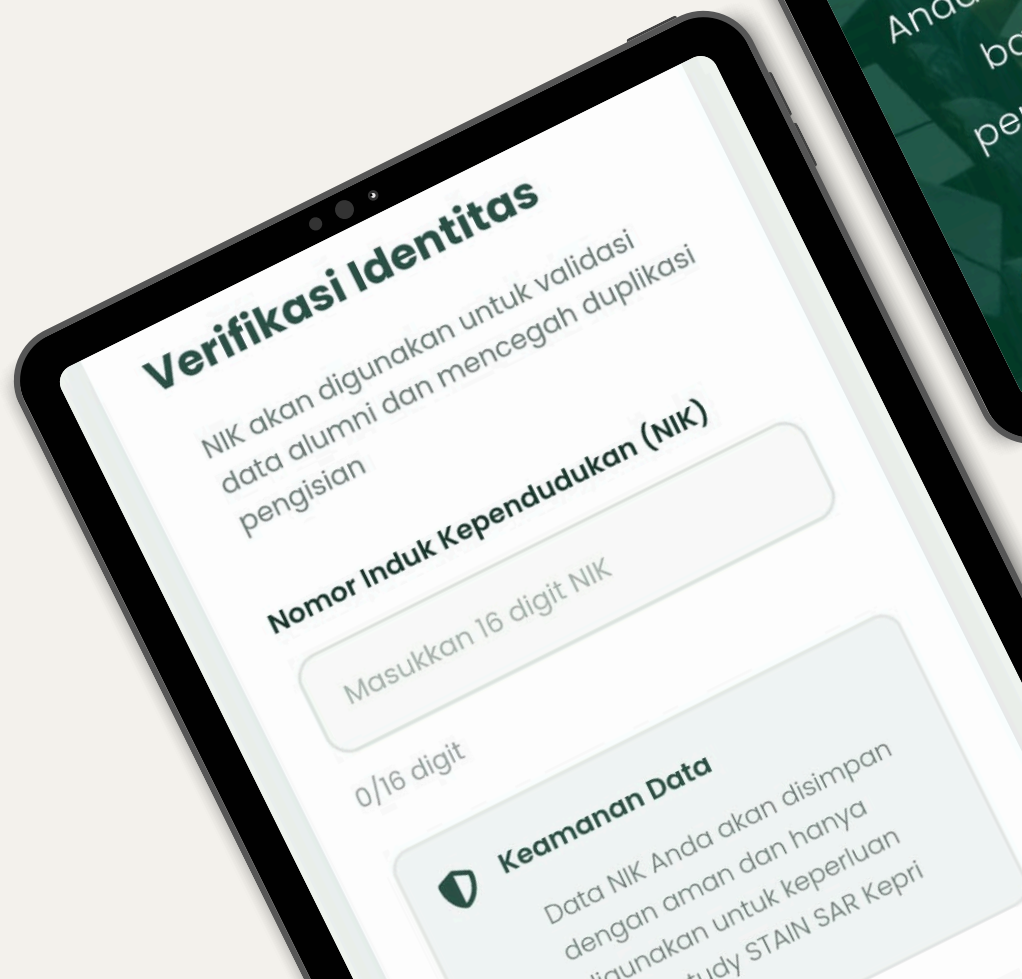 Verifikasi Identitas
NIK akan digunakan untuk validasi
data alumni dan mencegah duplikasi
pengisian
Nomor Induk Kependudukan (NIK)
Masukkan 16 digit NIK
0/16 digit
Keamanan Data
Data NIK Anda akan disimpan
dengan aman dan hanya
digunakan untuk keperluan
STAIN SAR Kepri